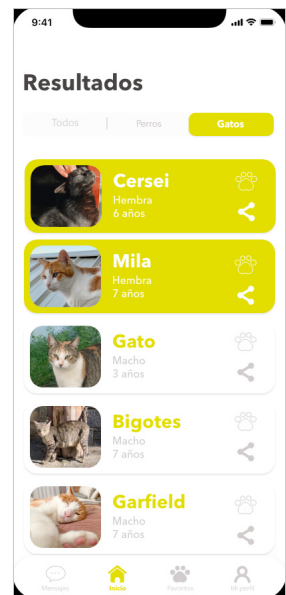 9:41
Resultados
Todos | Perros Gatos
Cersei
Hembra
6 años
Mila
Hembra
7 años
Gato
Macho
3 años
Bigotes
Macho
7 años
Garfield
Macho
7 años
Mensajes Inicio Favoritos Mi perfil